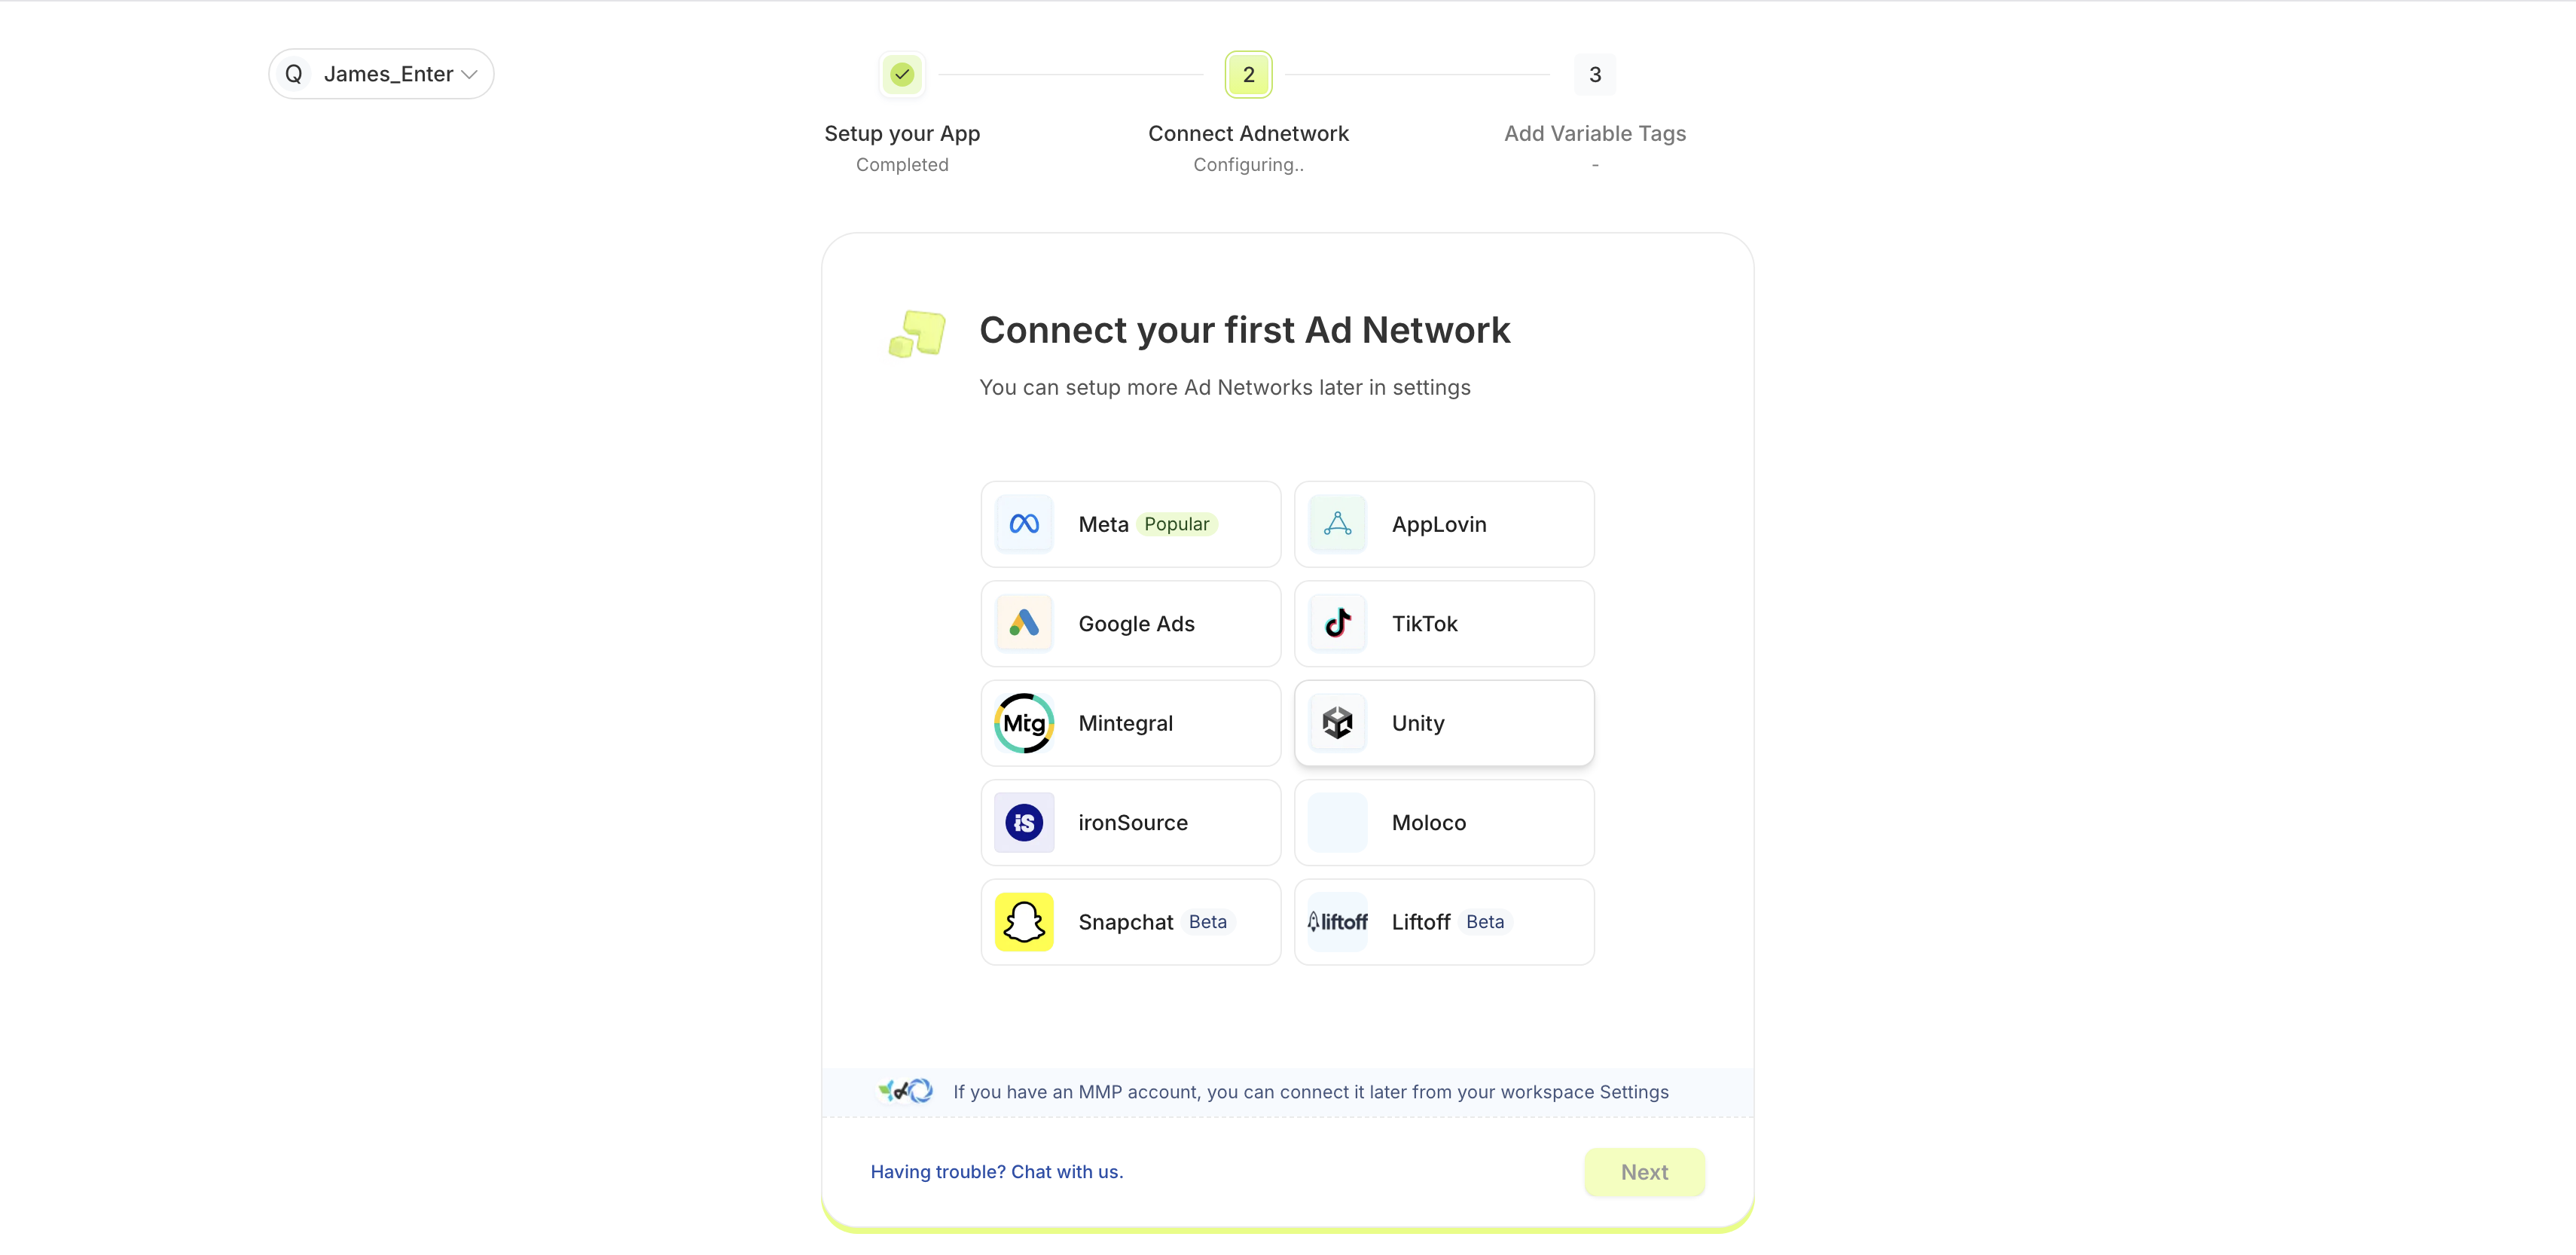 Q James_Enter
2
3
Setup your App
Connect Adnetwork
Add Variable Tags
Completed
Configuring..
-
Connect your first Ad Network
You can setup more Ad Networks later in settings
Meta Popular
AppLovin
Google Ads
TikTok
Mtg Mintegral
Unity
iS ironSource
Moloco
Snapchat Beta
liftoff Liftoff Beta
If you have an MMP account, you can connect it later from your workspace Settings
Having trouble? Chat with us.
Next